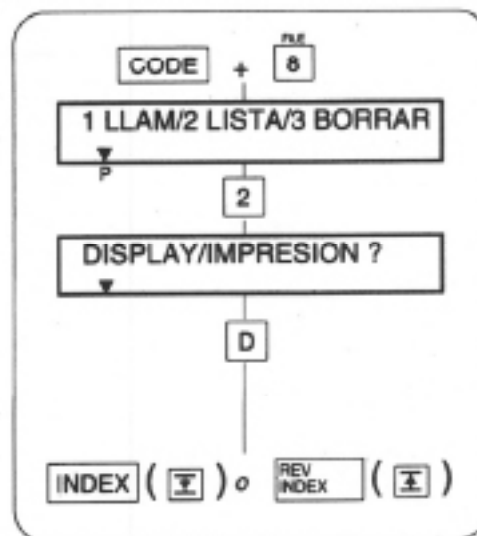 FILE
CODE + 8
1 LLAM/2 LISTA/3 BORRAR
P
2
DISPLAY/IMPRESION ?
D
INDEX ( ) o REV INDEX ( )